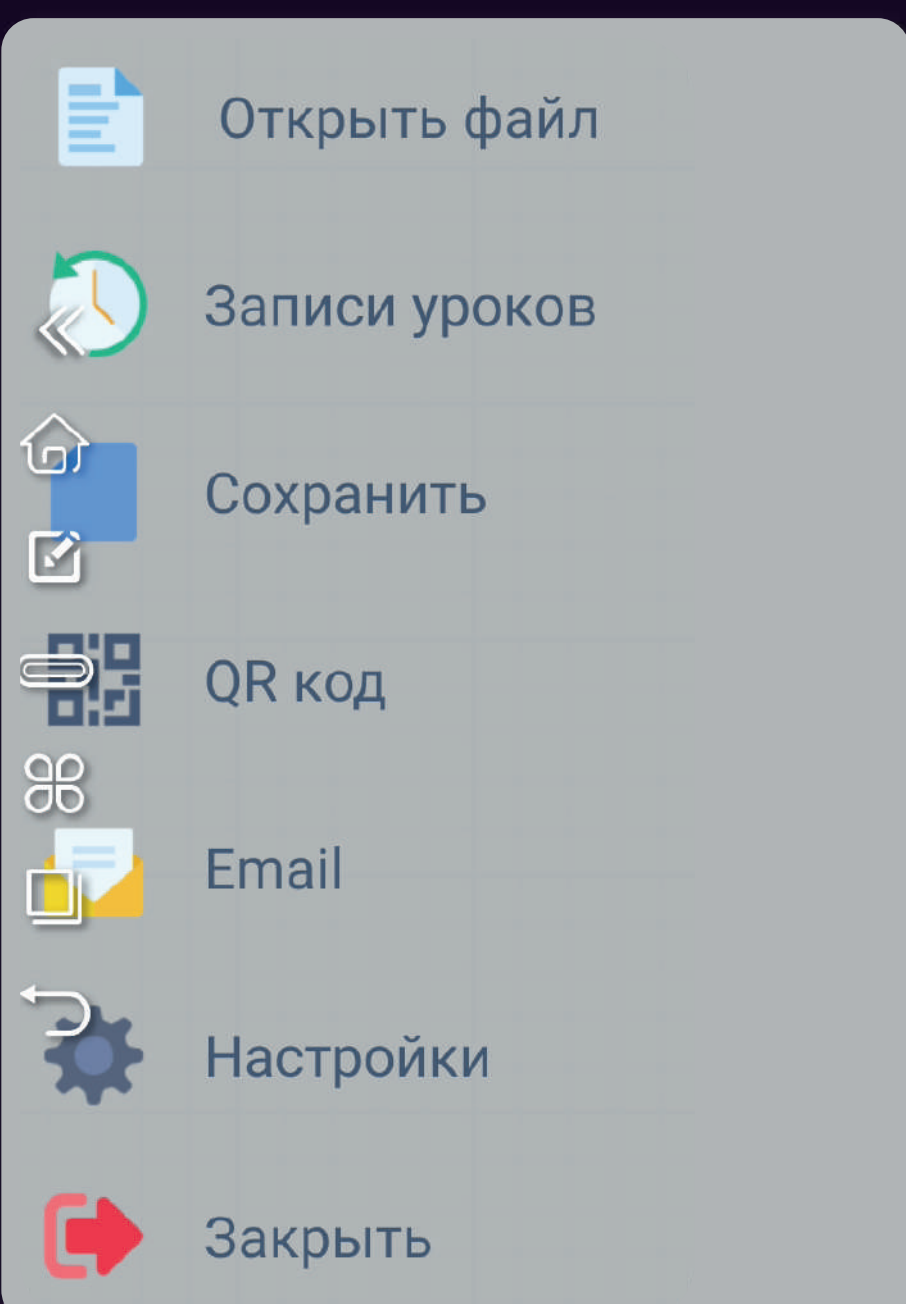 Открыть файл
Записи уроков
Сохранить
QR код
Email
Настройки
Закрыть